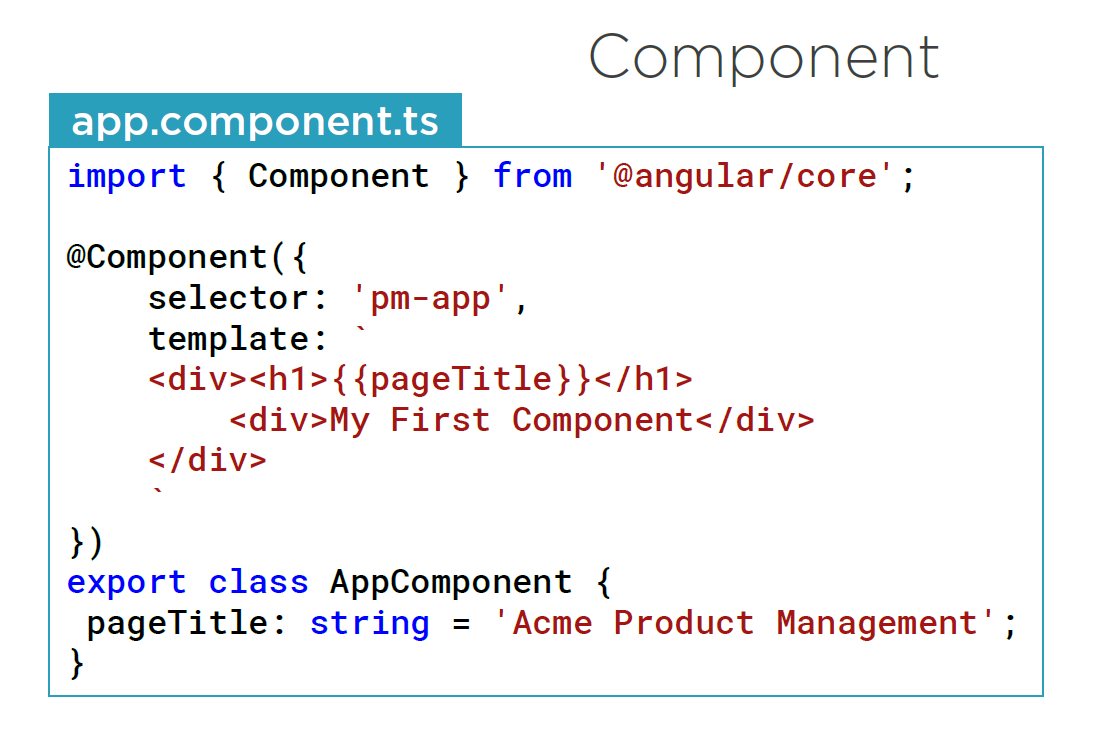 Component
app.component.ts
import { Component } from '@angular/core';
@Component({
    selector: 'pm-app',
    template: `
    <div><h1>{{pageTitle}}</h1>
        <div>My First Component</div>
    </div>
    `
})
export class AppComponent {
 pageTitle: string = 'Acme Product Management';
}